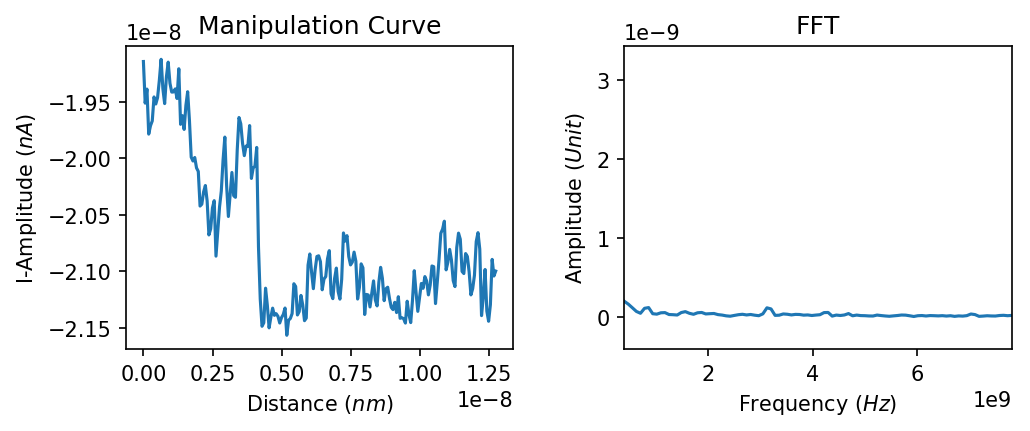 Manipulation Curve
1e−8
I-Amplitude (nA)
−1.95
−2.00
−2.05
−2.10
−2.15
0.00 0.25 0.50 0.75 1.00 1.25
1e−8
Distance (nm)
FFT
1e−9
Amplitude (Unit)
3
2
1
0
2 4 6
1e9
Frequency (Hz)